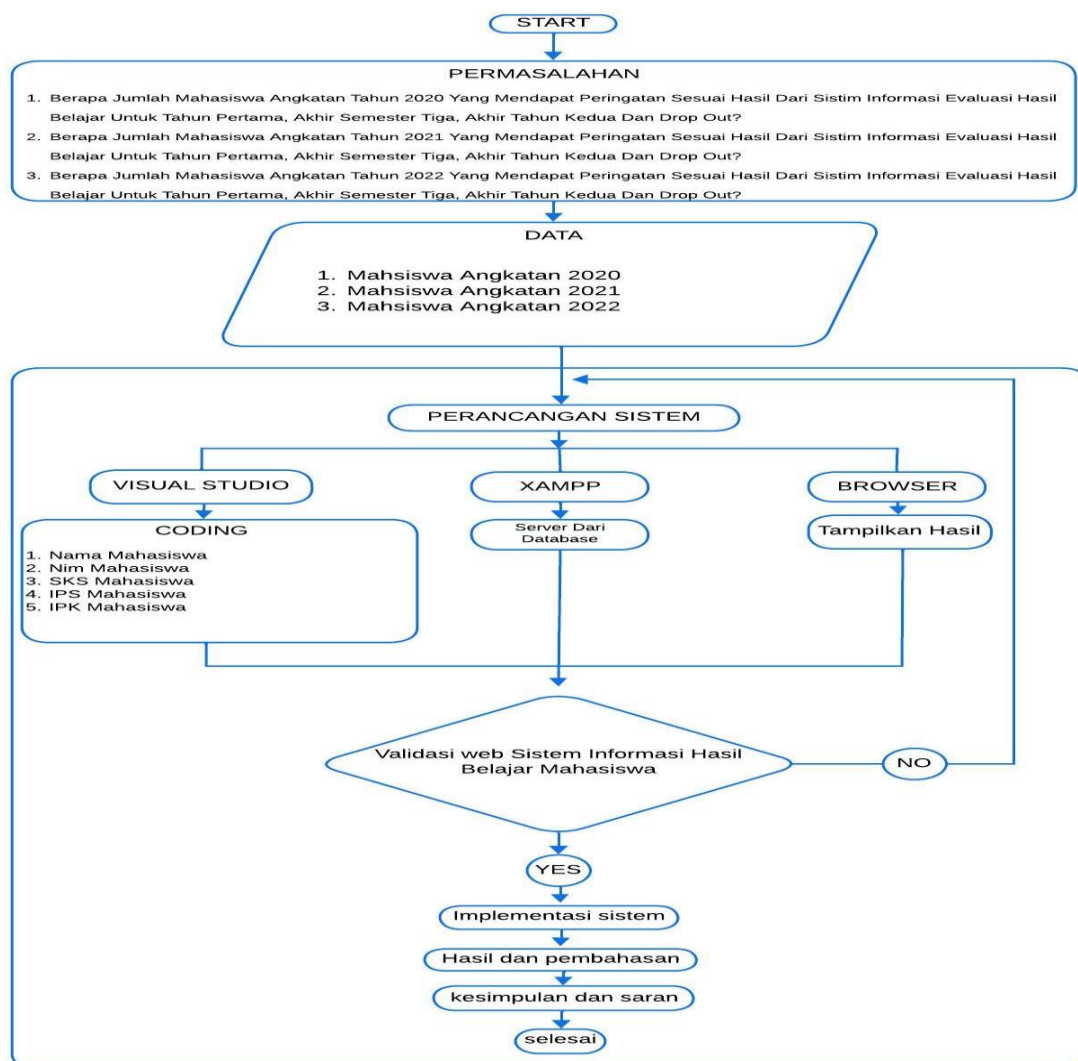 START
PERMASALAHAN
1. Berapa Jumlah Mahasiswa Angkatan Tahun 2020 Yang Mendapat Peringatan Sesuai Hasil Dari Sistim Informasi Evaluasi Hasil
Belajar Untuk Tahun Pertama, Akhir Semester Tiga, Akhir Tahun Kedua Dan Drop Out?
2. Berapa Jumlah Mahasiswa Angkatan Tahun 2021 Yang Mendapat Peringatan Sesuai Hasil Dari Sistim Informasi Evaluasi Hasil
Belajar Untuk Tahun Pertama, Akhir Semester Tiga, Akhir Tahun Kedua Dan Drop Out?
3. Berapa Jumlah Mahasiswa Angkatan Tahun 2022 Yang Mendapat Peringatan Sesuai Hasil Dari Sistim Informasi Evaluasi Hasil
Belajar Untuk Tahun Pertama, Akhir Semester Tiga, Akhir Tahun Kedua Dan Drop Out?
DATA
1. Mahsiswa Angkatan 2020
2. Mahsiswa Angkatan 2021
3. Mahsiswa Angkatan 2022
PERANCANGAN SISTEM
VISUAL STUDIO
CODING
1. Nama Mahasiswa
2. Nim Mahasiswa
3. SKS Mahasiswa
4. IPS Mahasiswa
5. IPK Mahasiswa
XAMPP
Server Dari
Database
BROWSER
Tampilkan Hasil
Validasi web Sistem Informasi Hasil
Belajar Mahasiswa
NO
YES
Implementasi sistem
Hasil dan pembahasan
kesimpulan dan saran
selesai